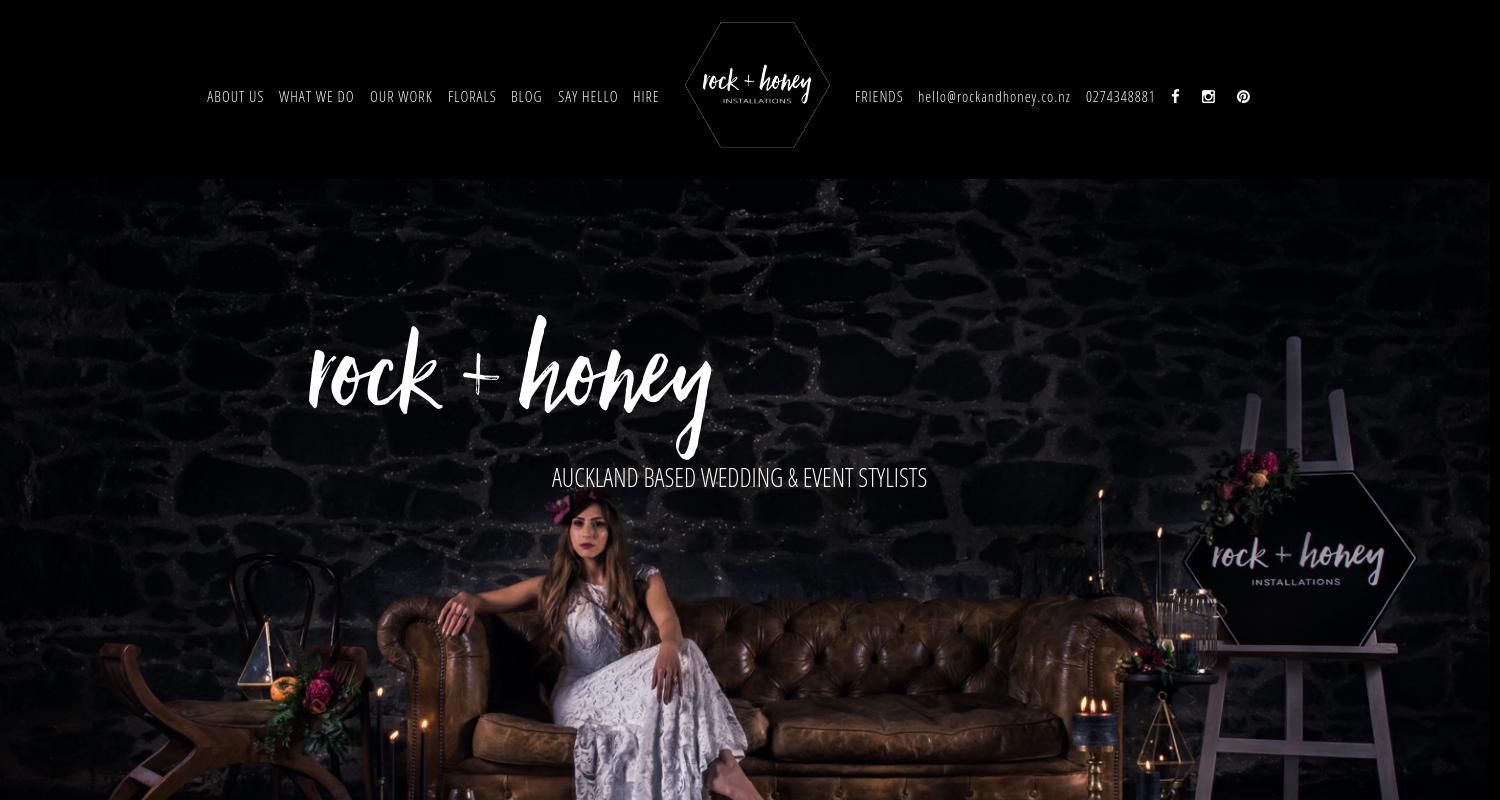 ABOUT US WHAT WE DO OUR WORK FLORALS BLOG SAY HELLO HIRE
rock + honey
INSTALLATIONS
FRIENDS hello@rockandhoney.co.nz 0274348881
rock + honey
AUCKLAND BASED WEDDING & EVENT STYLISTS
rock + honey
INSTALLATIONS